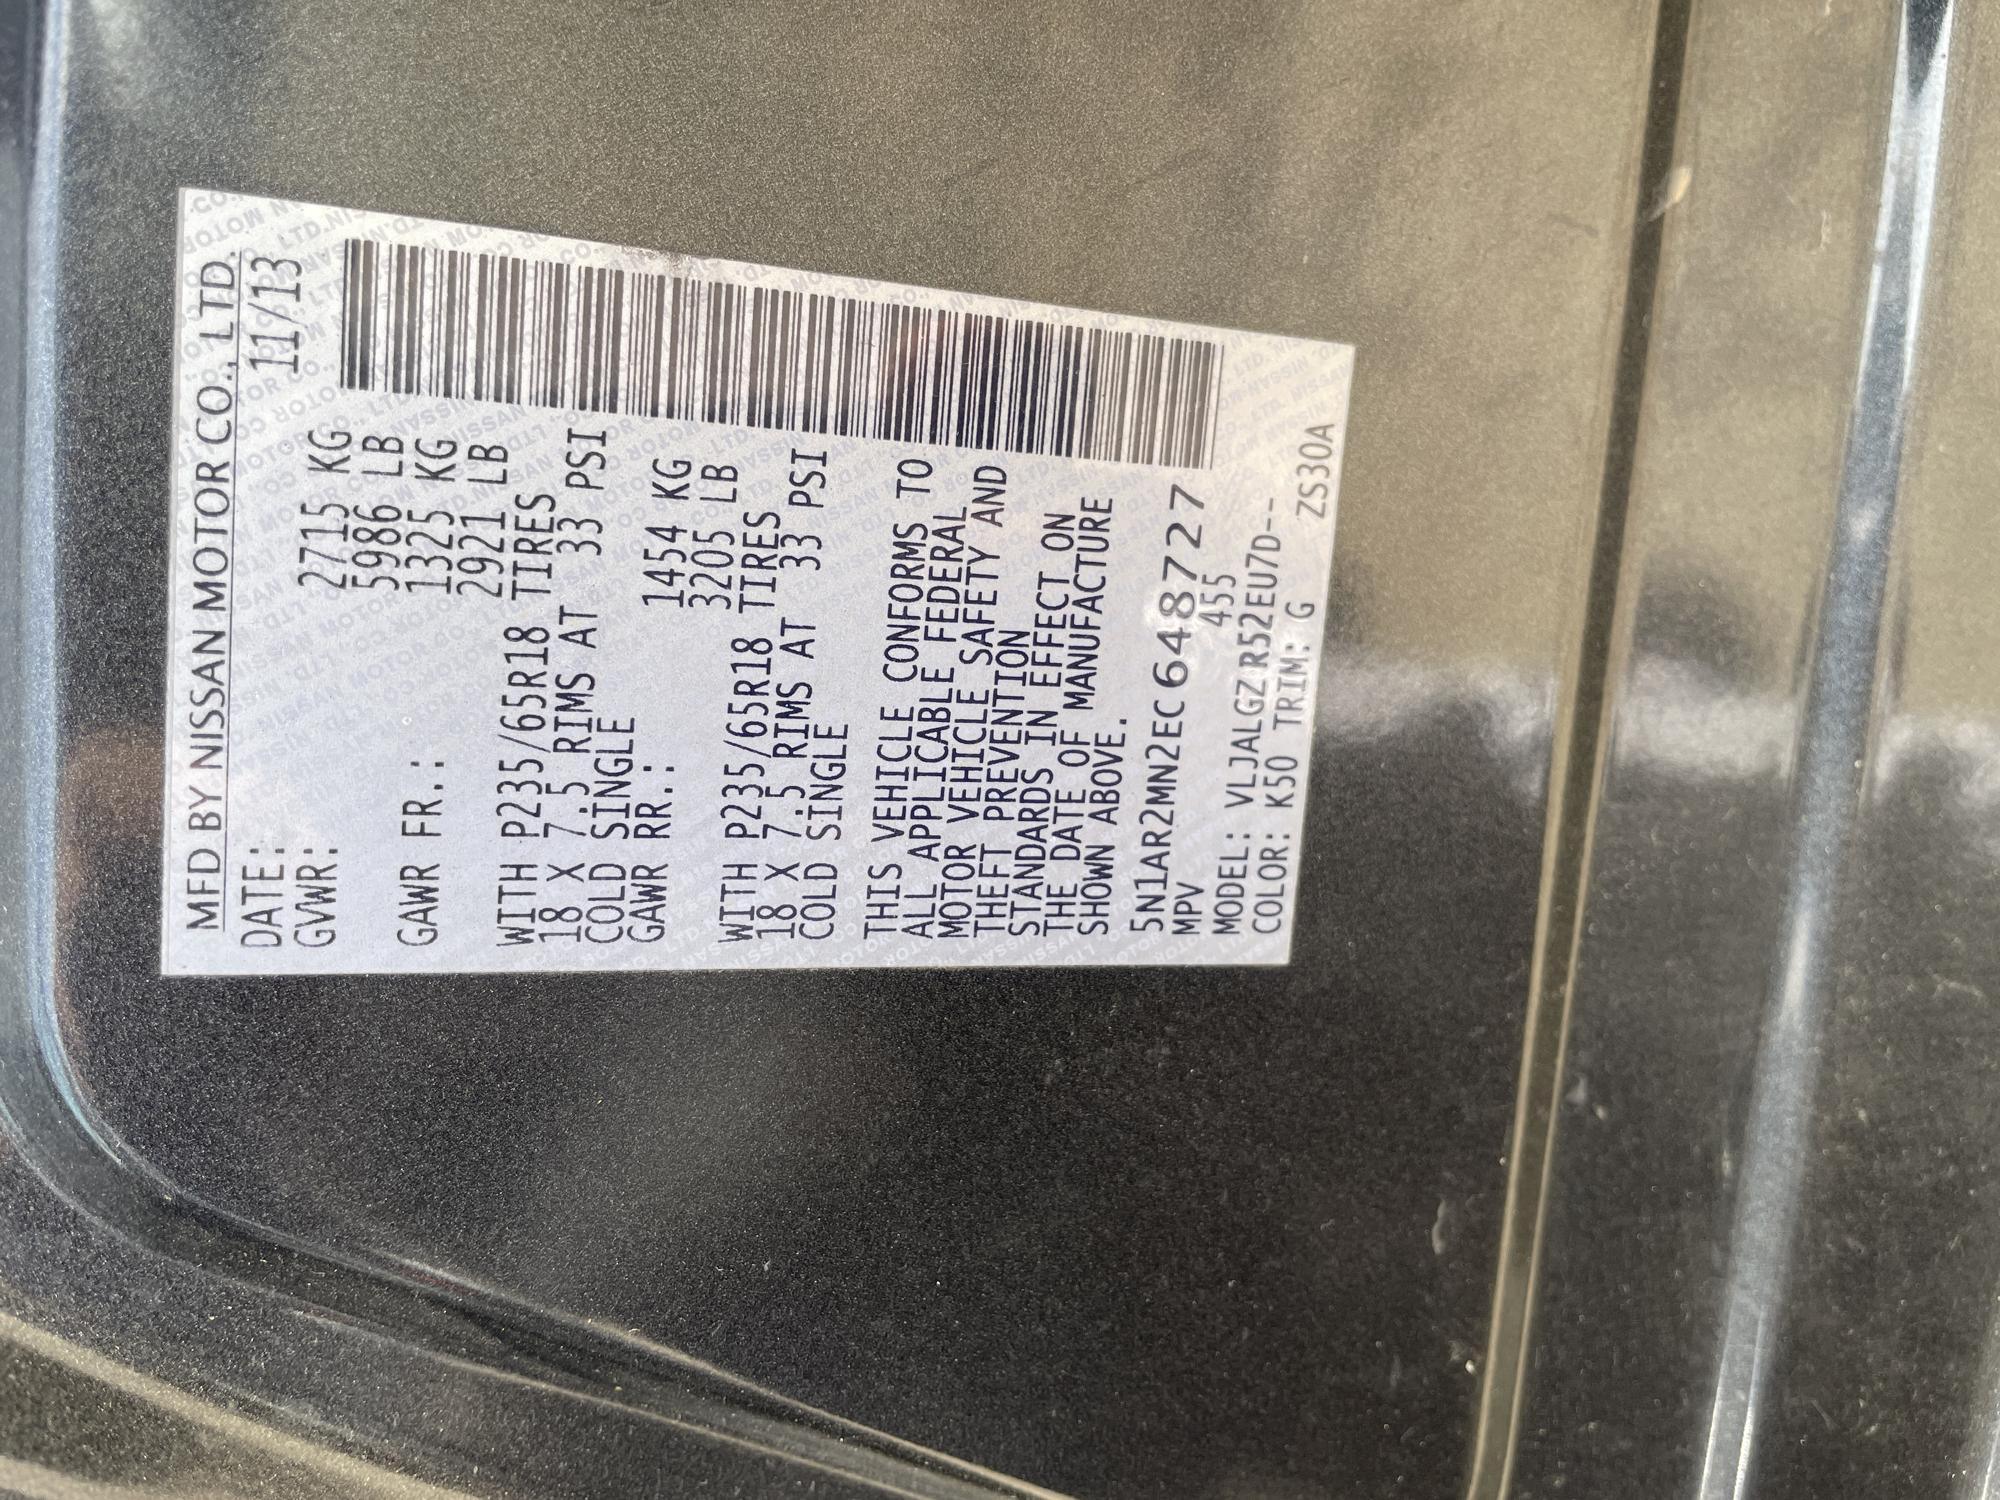 MFD BY NISSAN MOTOR CO., LTD.
DATE: 11/13
GVWR: 2715 KG
5986 LB
GAWR FR.: 1325 KG
2921 LB
WITH P235/65R18 TIRES
18 X 7.5 RIMS AT 33 PSI
COLD SINGLE
GAWR RR.: 1454 KG
3205 LB
WITH P235/65R18 TIRES
18 X 7.5 RIMS AT 33 PSI
COLD SINGLE
THIS VEHICLE CONFORMS TO
ALL APPLICABLE FEDERAL
MOTOR VEHICLE SAFETY AND
THEFT PREVENTION
STANDARDS IN EFFECT ON
THE DATE OF MANUFACTURE
SHOWN ABOVE.
5N1AR2MN2EC648727
MPV 455
MODEL: VLJALGZ R52EU7D--
COLOR: K50 TRIM: G ZS30A